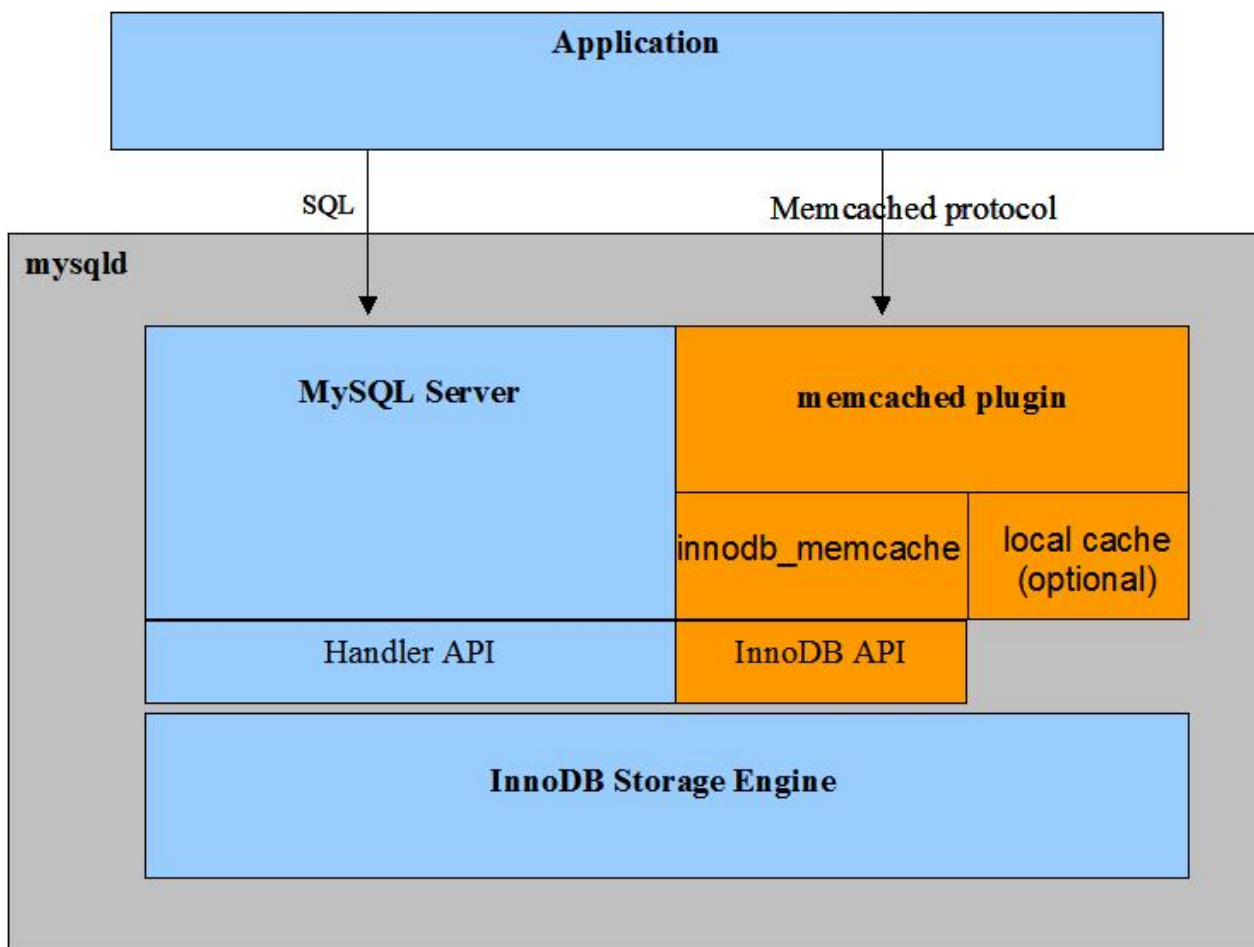 Application
SQL
Memcached protocol
mysqld
MySQL Server
memcached plugin
innodb_memcache
local cache
(optional)
Handler API
InnoDB API
InnoDB Storage Engine